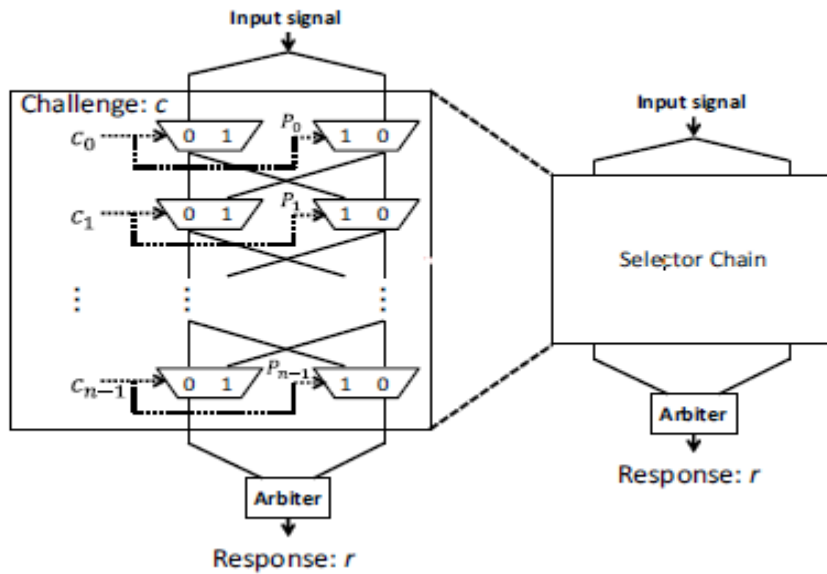 Input signal
Challenge: c
C₀ 0 1 P₀ 1 0
C₁ 0 1 P₁ 1 0
⋮ ⋮ ⋮
Cₙ₋₁ 0 1 Pₙ₋₁ 1 0
Arbiter
Response: r
Input signal
Selector Chain
Arbiter
Response: r